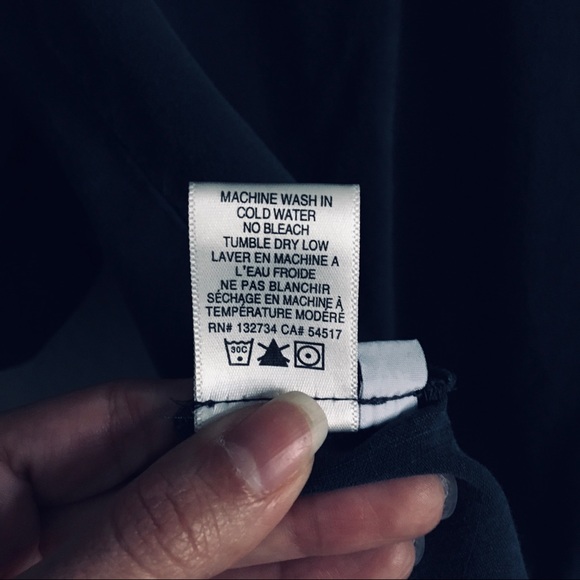 MACHINE WASH IN
COLD WATER
NO BLEACH
TUMBLE DRY LOW
LAVER EN MACHINE A
L'EAU FROIDE
NE PAS BLANCHIR
SÉCHAGE EN MACHINE À
TEMPÉRATURE MODÉRÉ
RN# 132734 CA# 54517
30C